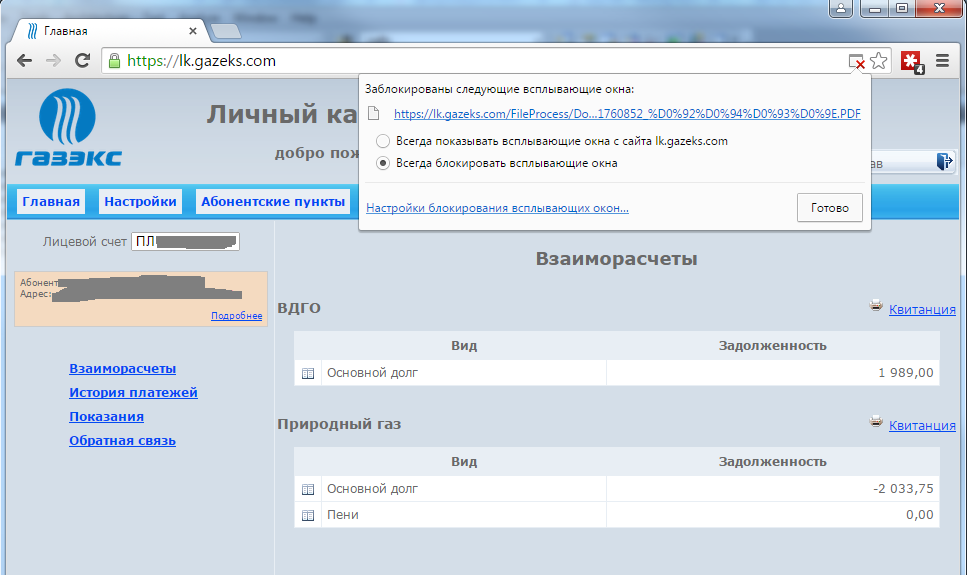 Главная
https://lk.gazeks.com
4
Заблокированы следующие всплывающие окна:
https://lk.gazeks.com/FileProcess/Do...1760852_%D0%92%D0%94%D0%93%D0%9E.PDF
Всегда показывать всплывающие окна с сайта lk.gazeks.com
Всегда блокировать всплывающие окна
Настройки блокирования всплывающих окон...
Готово
газэкс
Личный ка
добро пож
ав
Главная Настройки Абонентские пункты
Лицевой счет ПЛ
Абонент
Адрес:
Подробнее
Взаиморасчеты
История платежей
Показания
Обратная связь
Взаиморасчеты
ВДГО Квитанция
Вид Задолженность
Основной долг 1 989,00
Природный газ Квитанция
Вид Задолженность
Основной долг -2 033,75
Пени 0,00